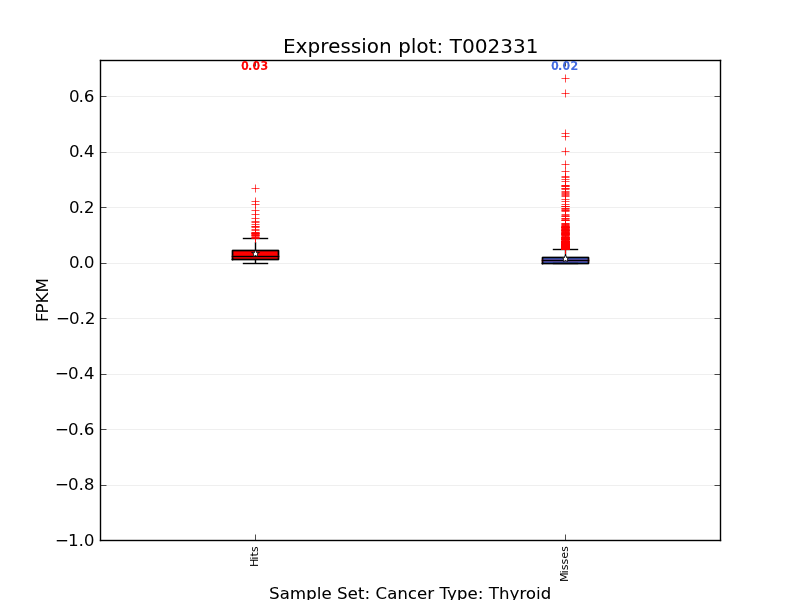 Expression plot: T002331
0.03
0.02
0.6
0.4
0.2
0.0
−0.2
−0.4
−0.6
−0.8
−1.0
FPKM
Hits
Misses
Sample Set: Cancer Type: Thyroid